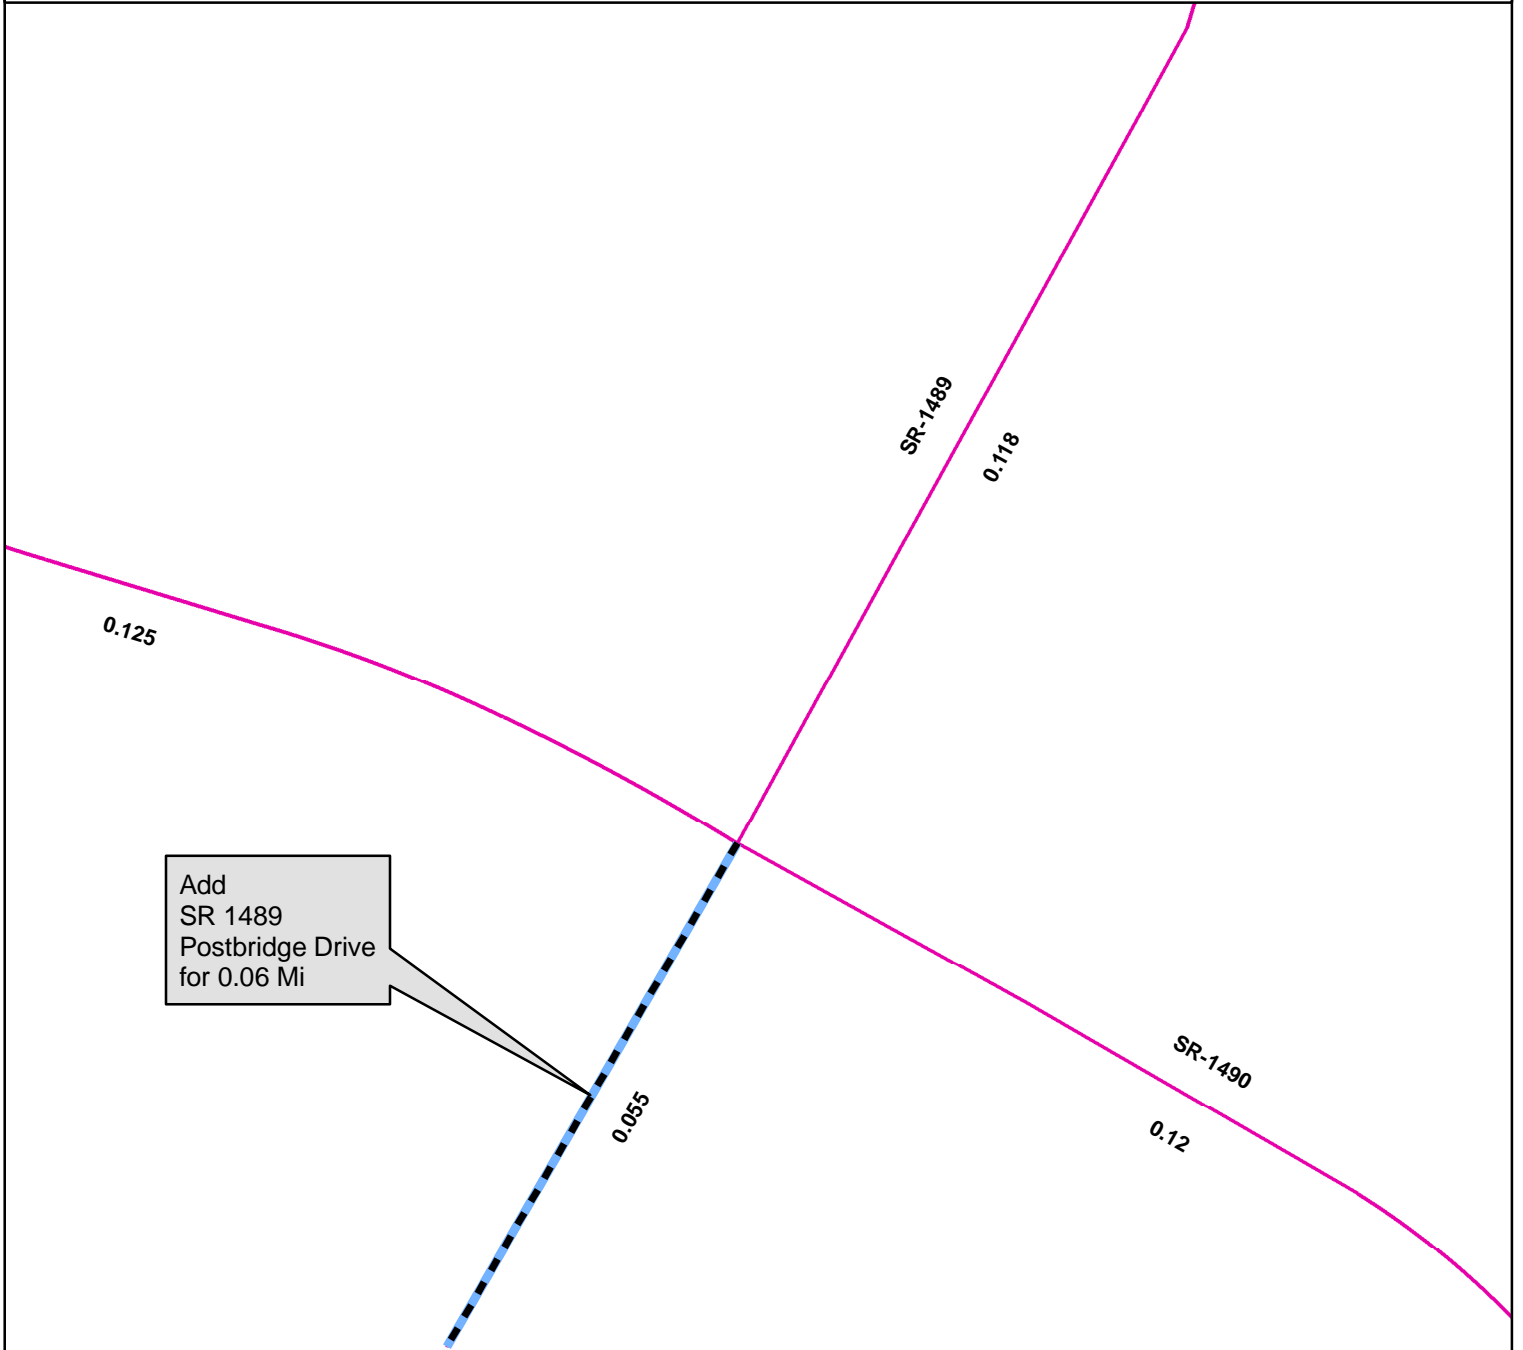 SR-1489
0.118
0.125
Add
SR 1489
Postbridge Drive
for 0.06 Mi
0.055
SR-1490
0.12